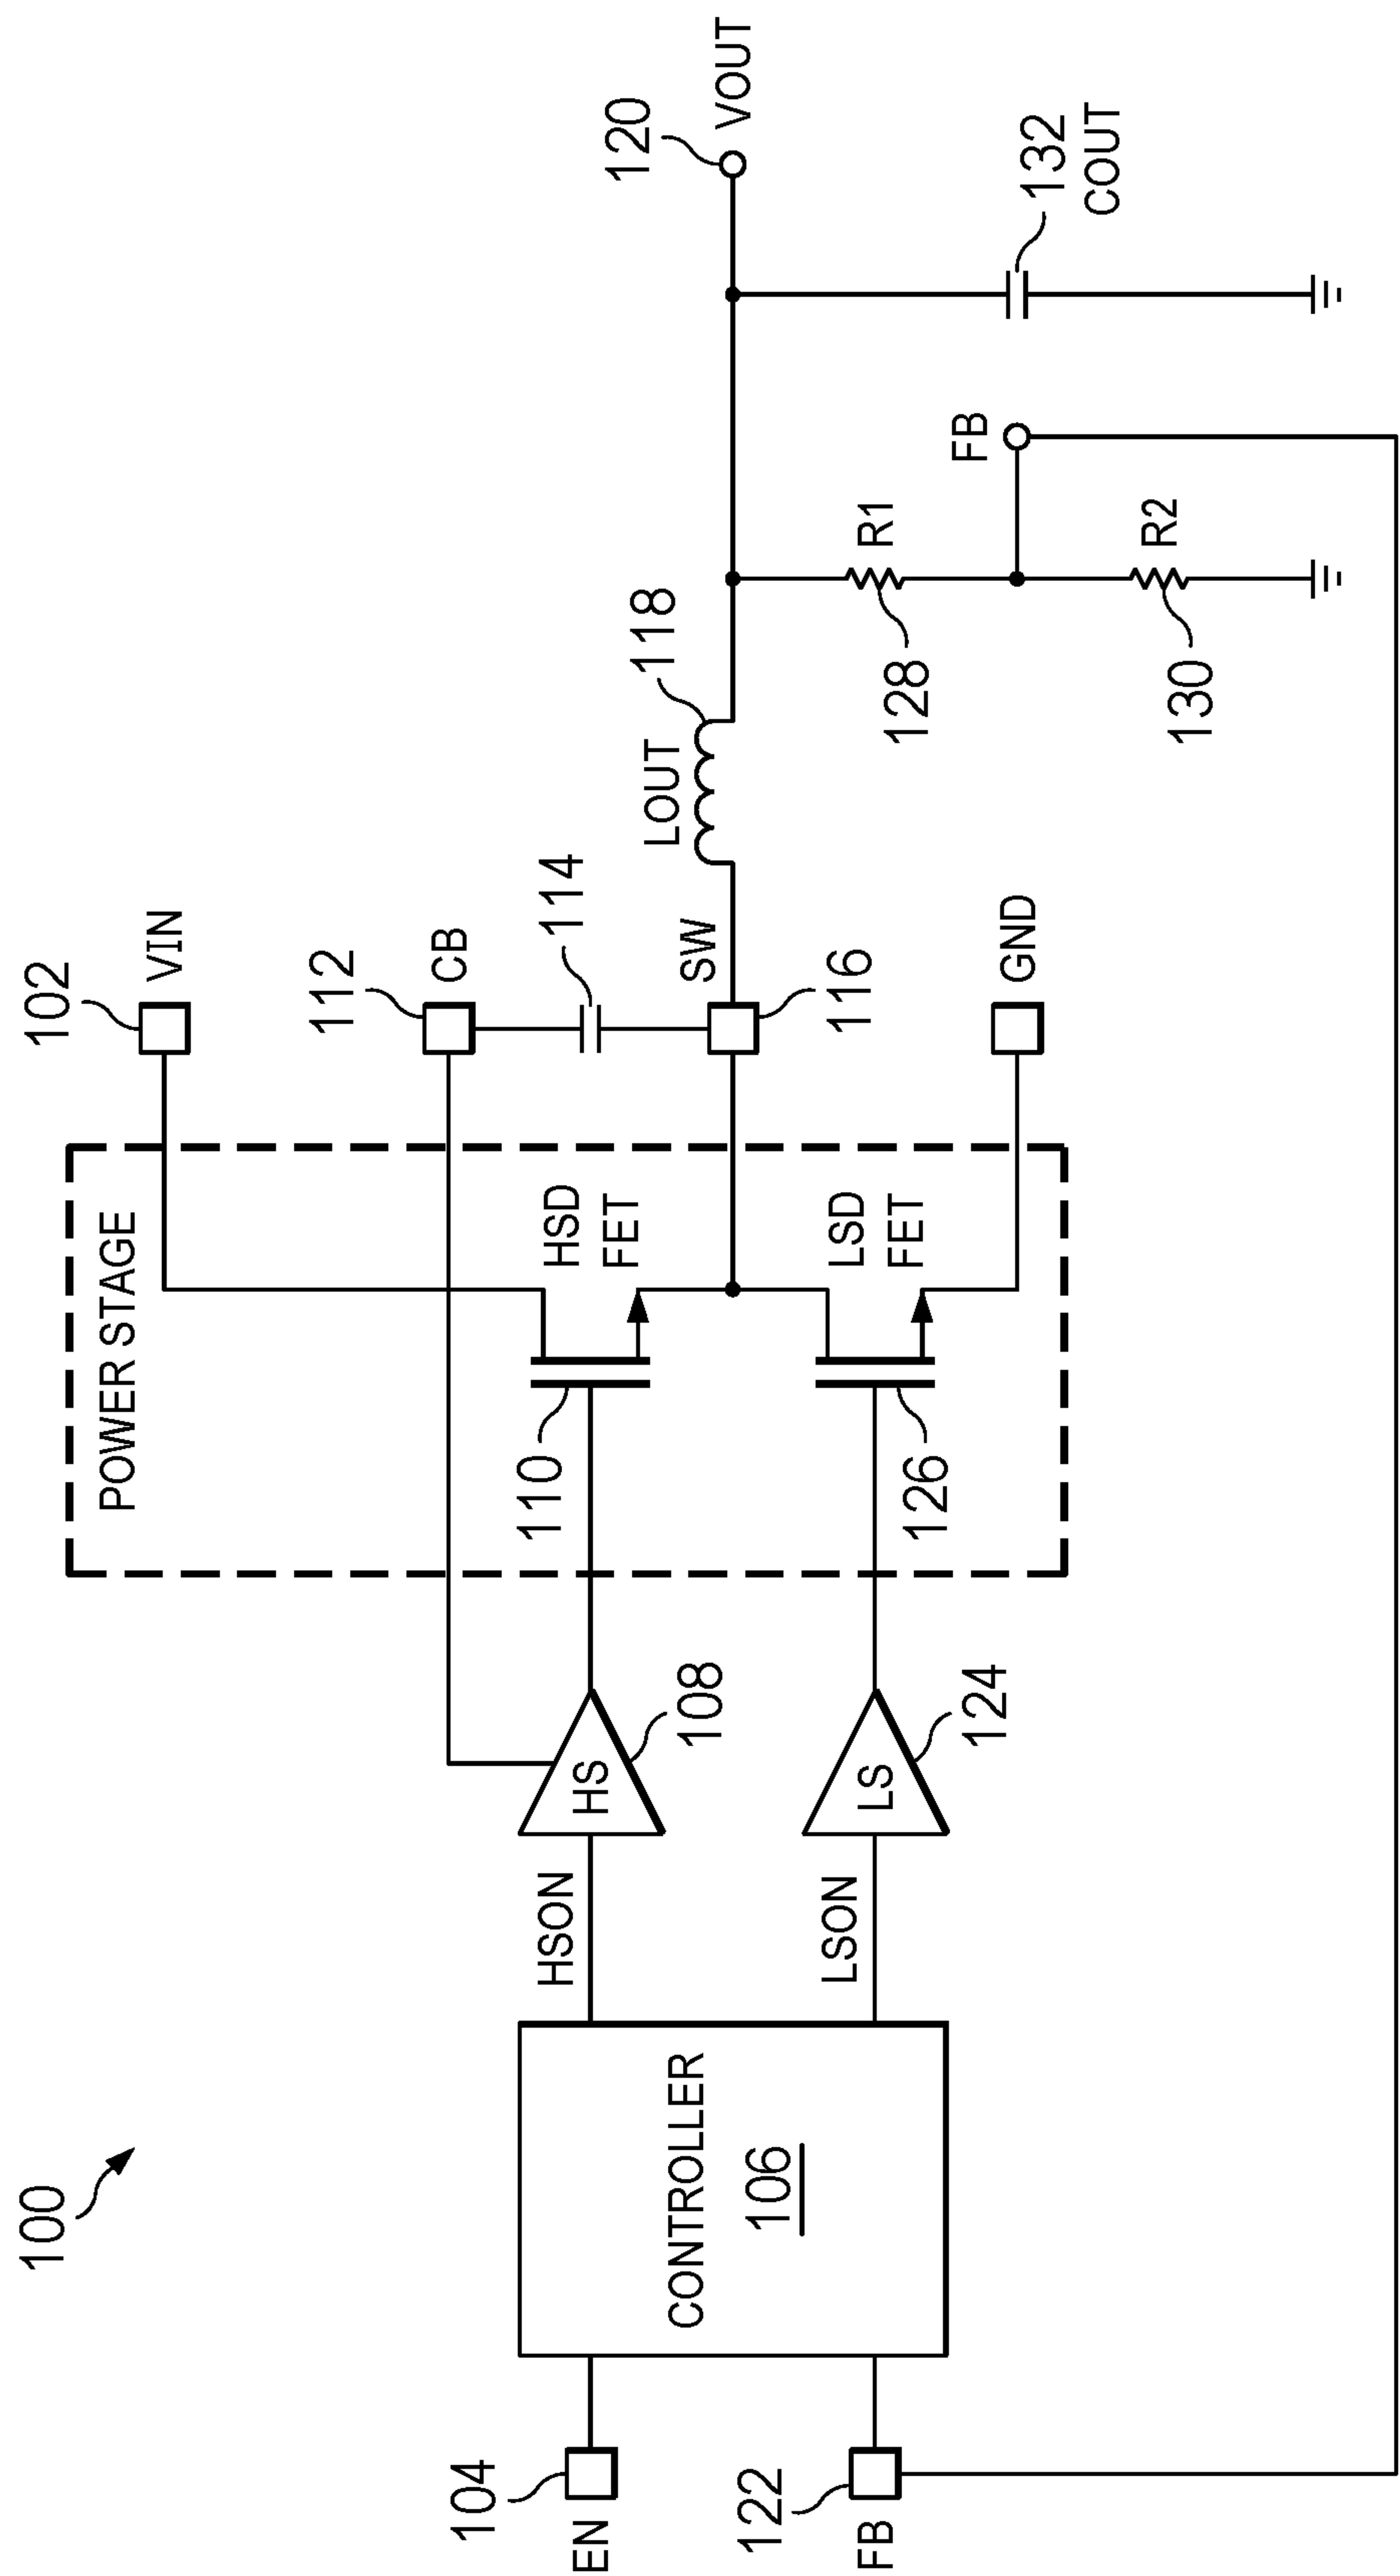 100
POWER STAGE
102
VIN
112
CB
114
HSD
FET
110
HSON
HS
108
SW
116
LOUT
118
120
VOUT
104
EN
CONTROLLER
106
LSON
LS
124
LSD
FET
126
GND
R1
128
FB
R2
130
132
COUT
122
FB